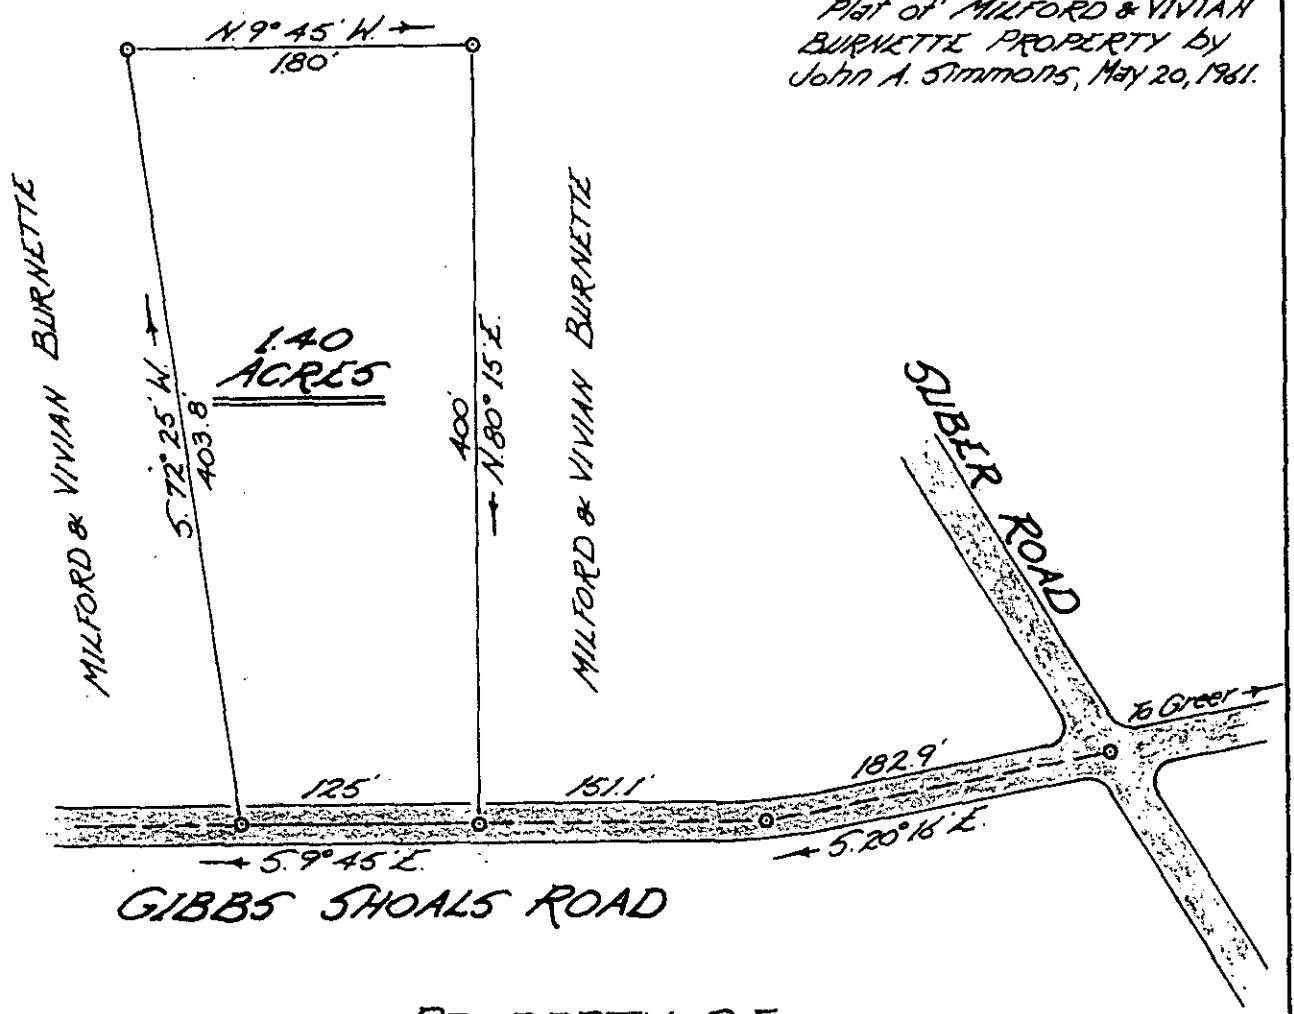 Plat of MILFORD & VIVIAN
BURNETTE PROPERTY by
John A. Simmons, May 20, 1961.
N. 9° 45' W.
180'
MILFORD & VIVIAN BURNETTE
S. 72° 25' W.
403.8'
1.40
ACRES
400'
N. 80° 15' E.
MILFORD & VIVIAN BURNETTE
SUBER ROAD
To Greer
125'
151.1'
182.9'
S. 9° 45' E.
S. 20° 16' E.
GIBBS SHOALS ROAD